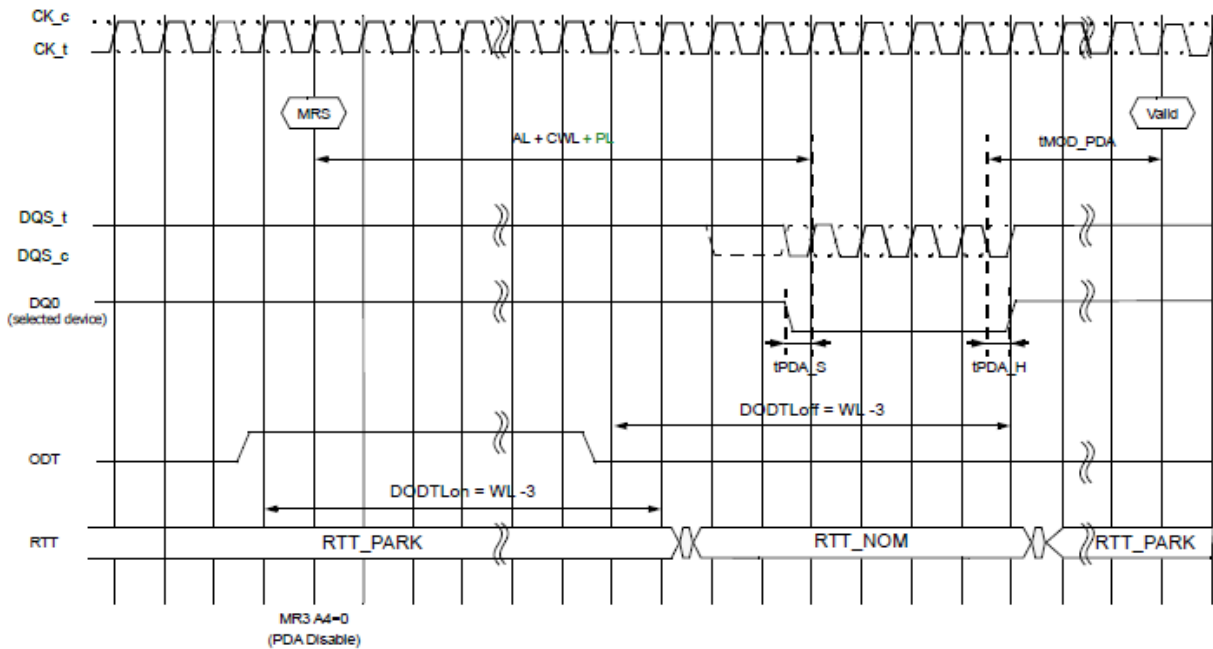 CK_c
CK_t
MRS
Valid
AL + CWL + PL
tMOD_PDA
DQS_t
DQS_c
DQ0
(selected device)
tPDA_S
tPDA_H
DODTLoff = WL -3
ODT
DODTLon = WL -3
RTT
RTT_PARK
RTT_NOM
RTT_PARK
MR3 A4=0
(PDA Disable)